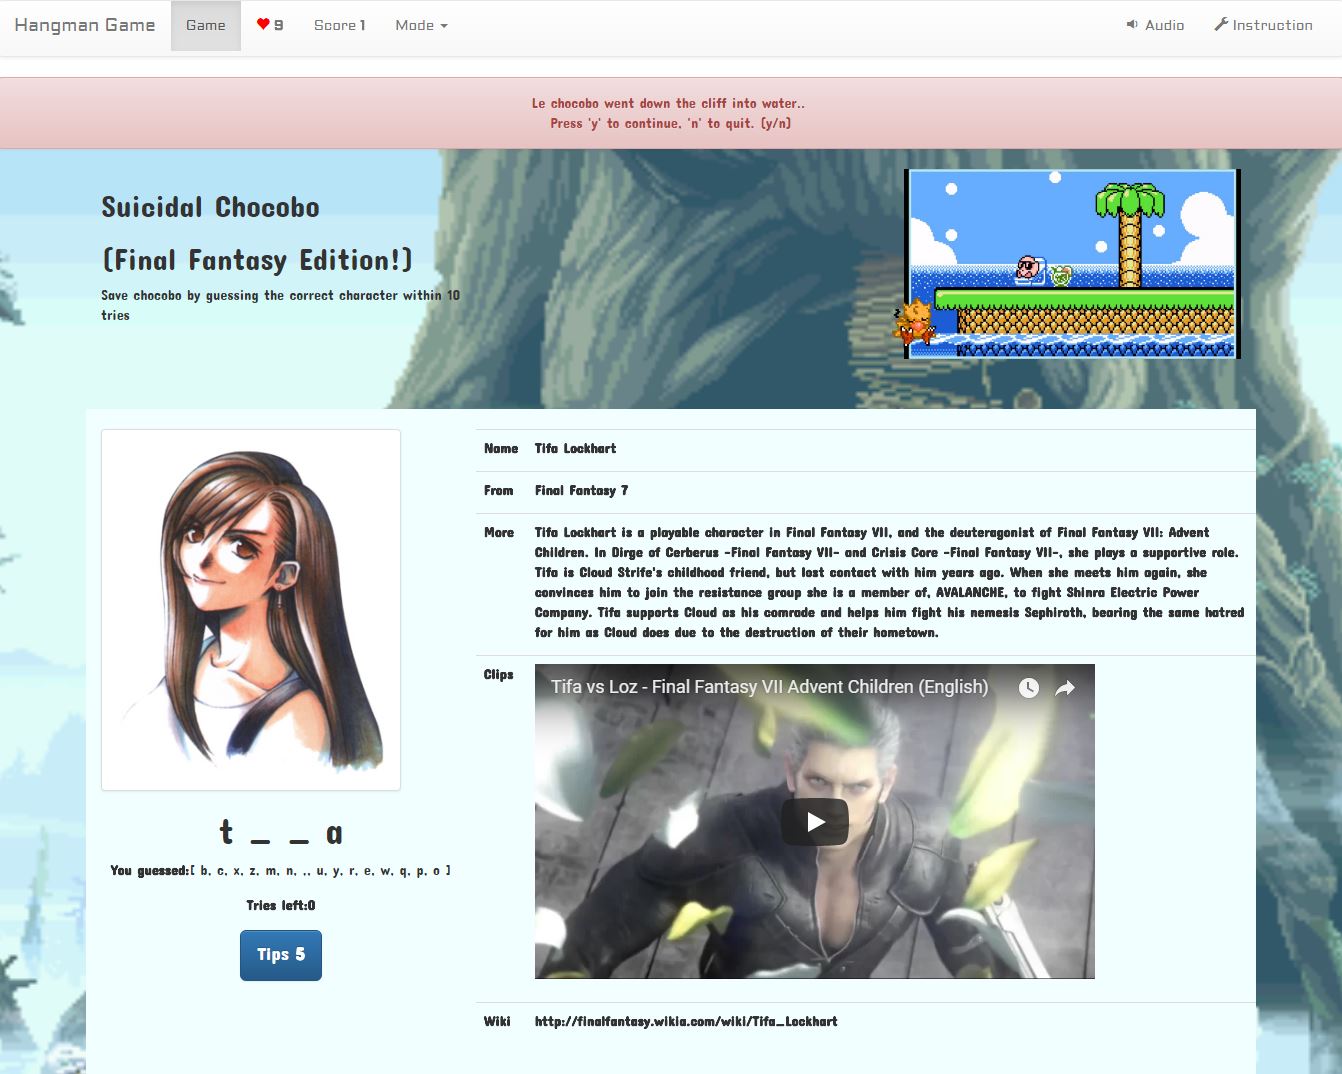 Hangman Game Game 9 Score 1 Mode Audio Instruction
Le chocobo went down the cliff into water..
Press 'y' to continue, 'n' to quit. (y/n)
Suicidal Chocobo
(Final Fantasy Edition!)
Save chocobo by guessing the correct character within 10
tries
t _ _ a
You guessed:[ b, c, x, z, m, n, ,, u, y, r, e, w, q, p, o ]
Tries left:0
Tips 5
Name Tifa Lockhart
From Final Fantasy 7
More Tifa Lockhart is a playable character in Final Fantasy VII, and the deuteragonist of Final Fantasy VII: Advent
Children. In Dirge of Cerberus -Final Fantasy VII- and Crisis Core -Final Fantasy VII-, she plays a supportive role.
Tifa is Cloud Strife's childhood friend, but lost contact with him years ago. When she meets him again, she
convinces him to join the resistance group she is a member of, AVALANCHE, to fight Shinra Electric Power
Company. Tifa supports Cloud as his comrade and helps him fight his nemesis Sephiroth, bearing the same hatred
for him as Cloud does due to the destruction of their hometown.
Clips
Tifa vs Loz - Final Fantasy VII Advent Children (English)
Wiki http://finalfantasy.wikia.com/wiki/Tifa_Lockhart